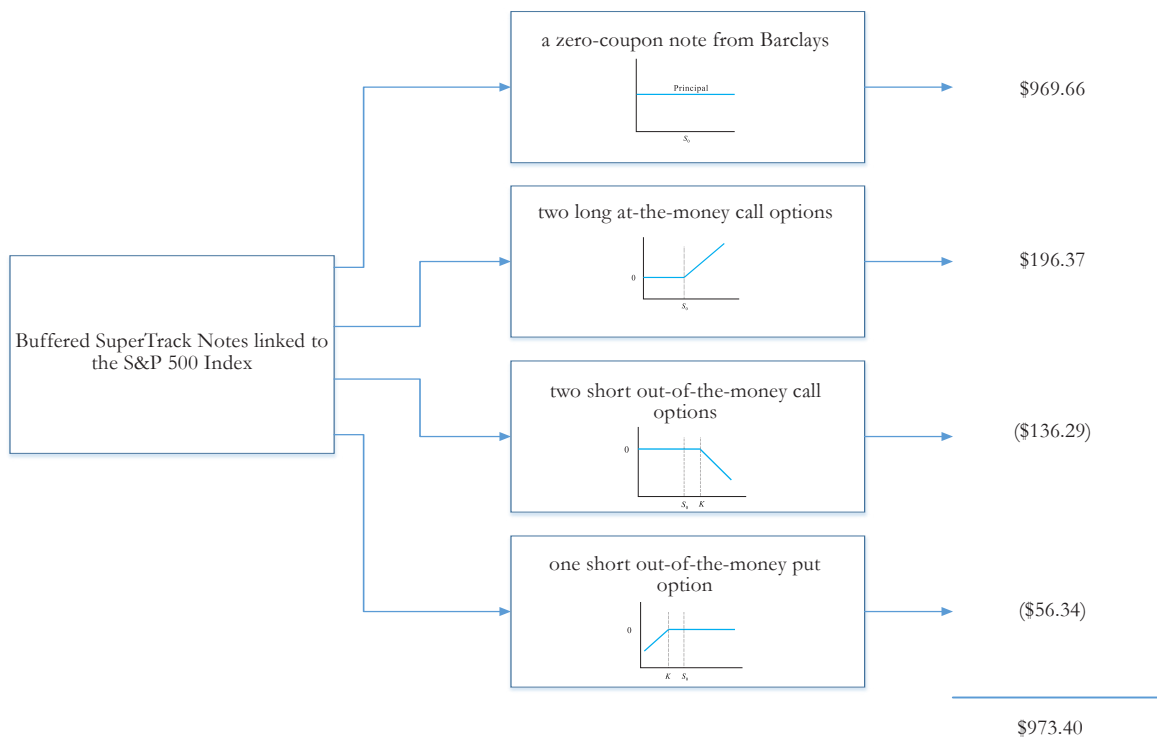 a zero-coupon note from Barclays
Principal
S0
$969.66
two long at-the-money call options
0
S0
$196.37
Buffered SuperTrack Notes linked to
the S&P 500 Index
two short out-of-the-money call
options
0
S0 K
($136.29)
one short out-of-the-money put
option
0
K S0
($56.34)
$973.40